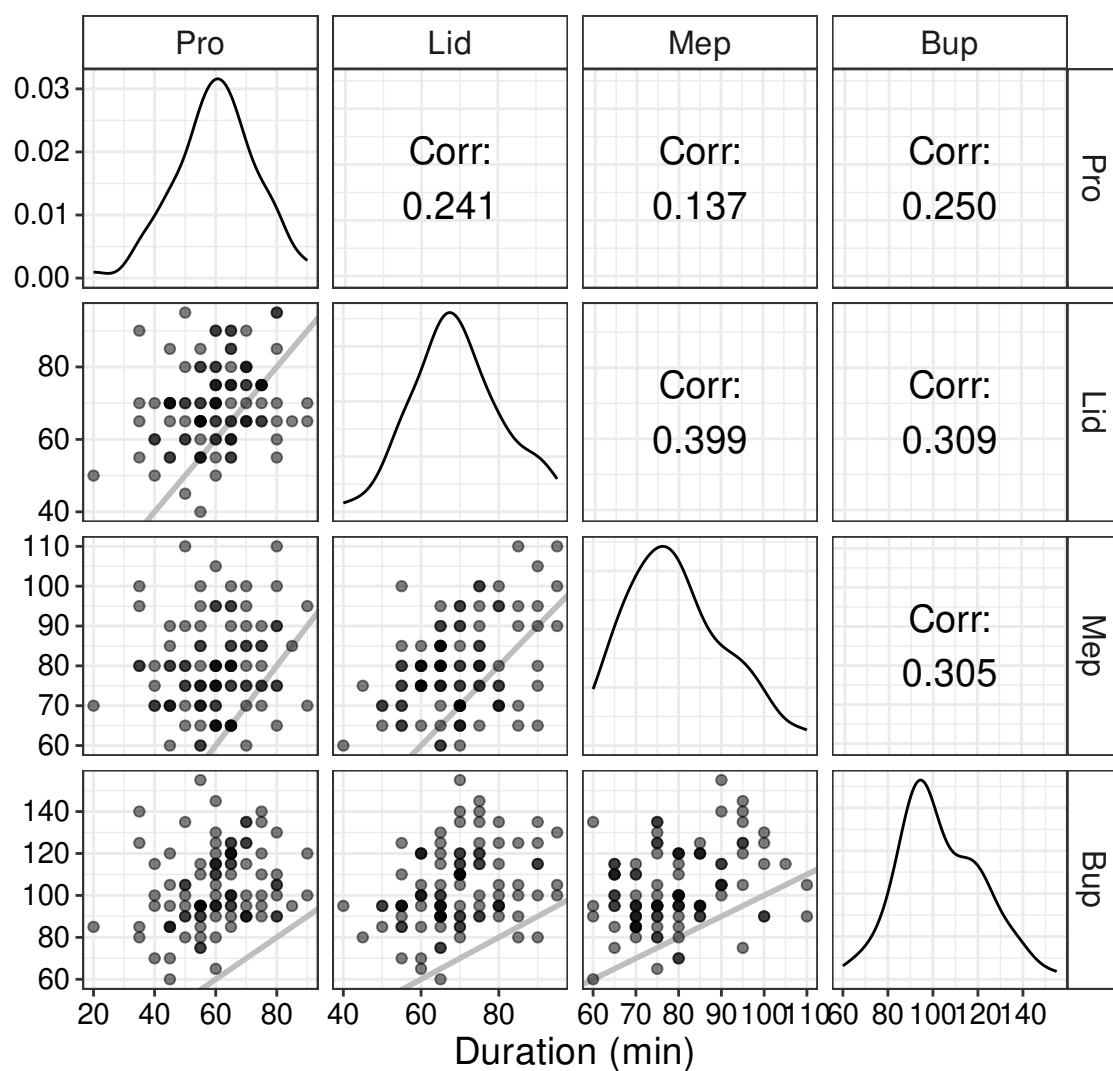 Pro Lid Mep Bup
0.03
0.02
0.01
0.00
Corr:
0.241
Corr:
0.137
Corr:
0.250
Pro
80
60
40
Corr:
0.399
Corr:
0.309
Lid
110
100
90
80
70
60
Corr:
0.305
Mep
140
120
100
80
60
Bup
20 40 60 80 40 60 80 60 70 80 90 100 110 60 80 100 120 140
Duration (min)